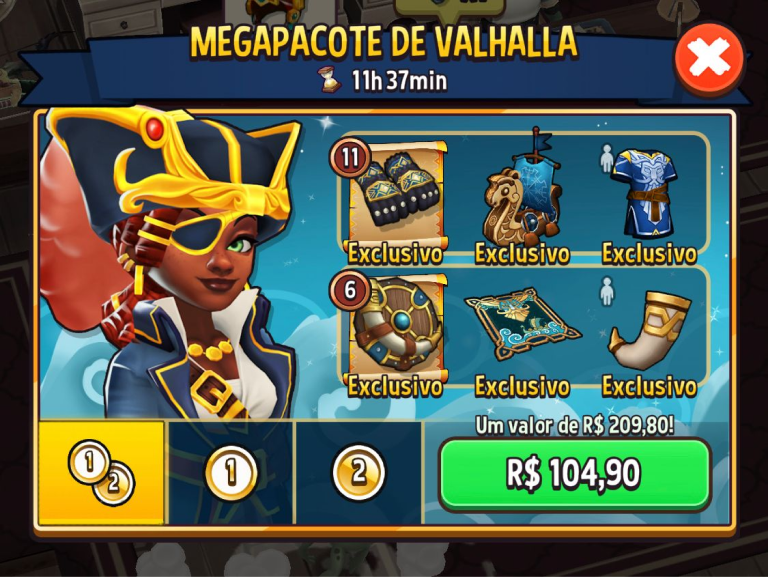 MEGAPACOTE DE VALHALLA
11h 37min
11
Exclusivo Exclusivo Exclusivo
6
Exclusivo Exclusivo Exclusivo
Um valor de R$ 209,80!
1 2 1 2 R$ 104,90